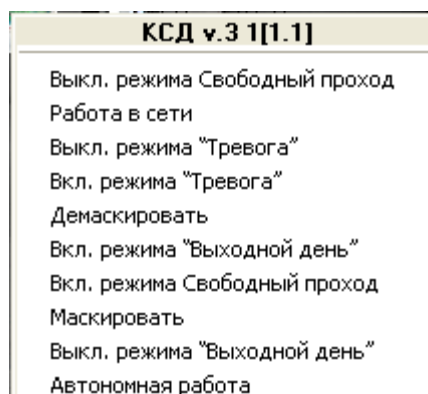 КСД v.3 1[1.1]
Выкл. режима Свободный проход
Работа в сети
Выкл. режима "Тревога"
Вкл. режима "Тревога"
Демаскировать
Вкл. режима "Выходной день"
Вкл. режима Свободный проход
Маскировать
Выкл. режима "Выходной день"
Автономная работа